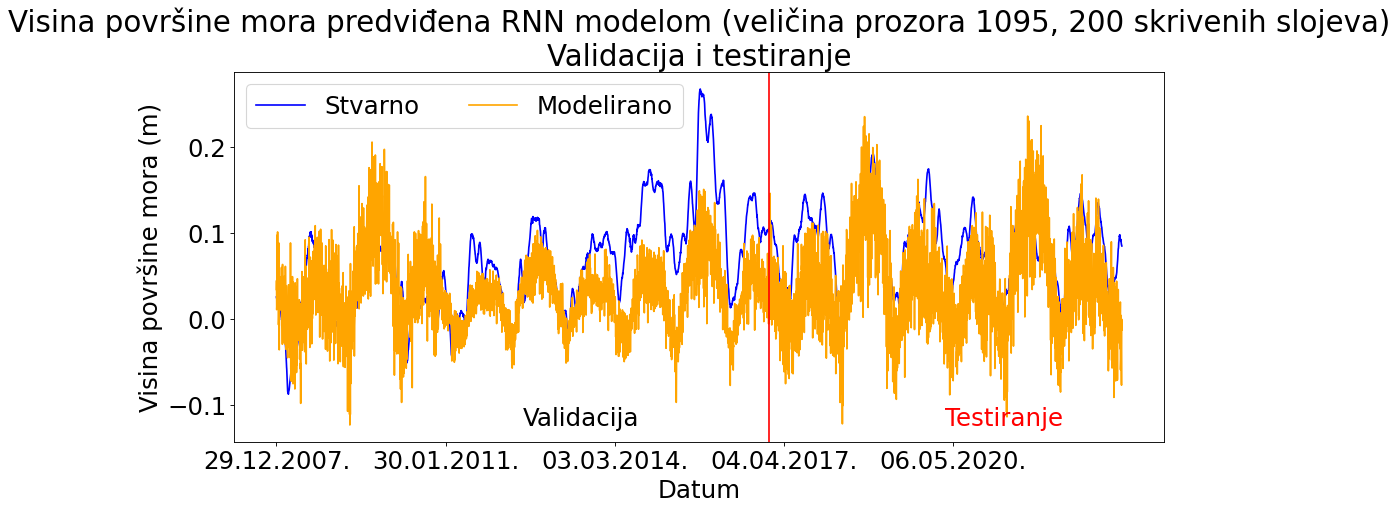 Visina površine mora predviđena RNN modelom (veličina prozora 1095, 200 skrivenih slojeva)
Validacija i testiranje
Stvarno
Modelirano
Visina površine mora (m)
0.2
0.1
0.0
−0.1
Validacija
Testiranje
29.12.2007.
30.01.2011.
03.03.2014.
04.04.2017.
06.05.2020.
Datum